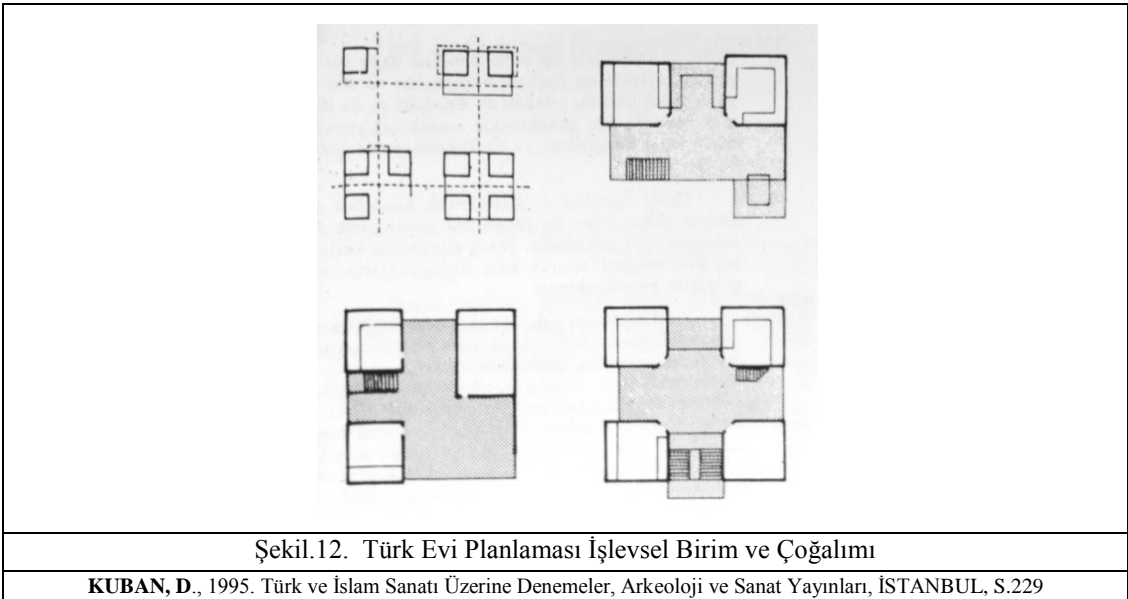 Şekil.12. Türk Evi Planlaması İşlevsel Birim ve Çoğalımı
KUBAN, D., 1995. Türk ve İslam Sanatı Üzerine Denemeler, Arkeoloji ve Sanat Yayınları, İSTANBUL, S.229